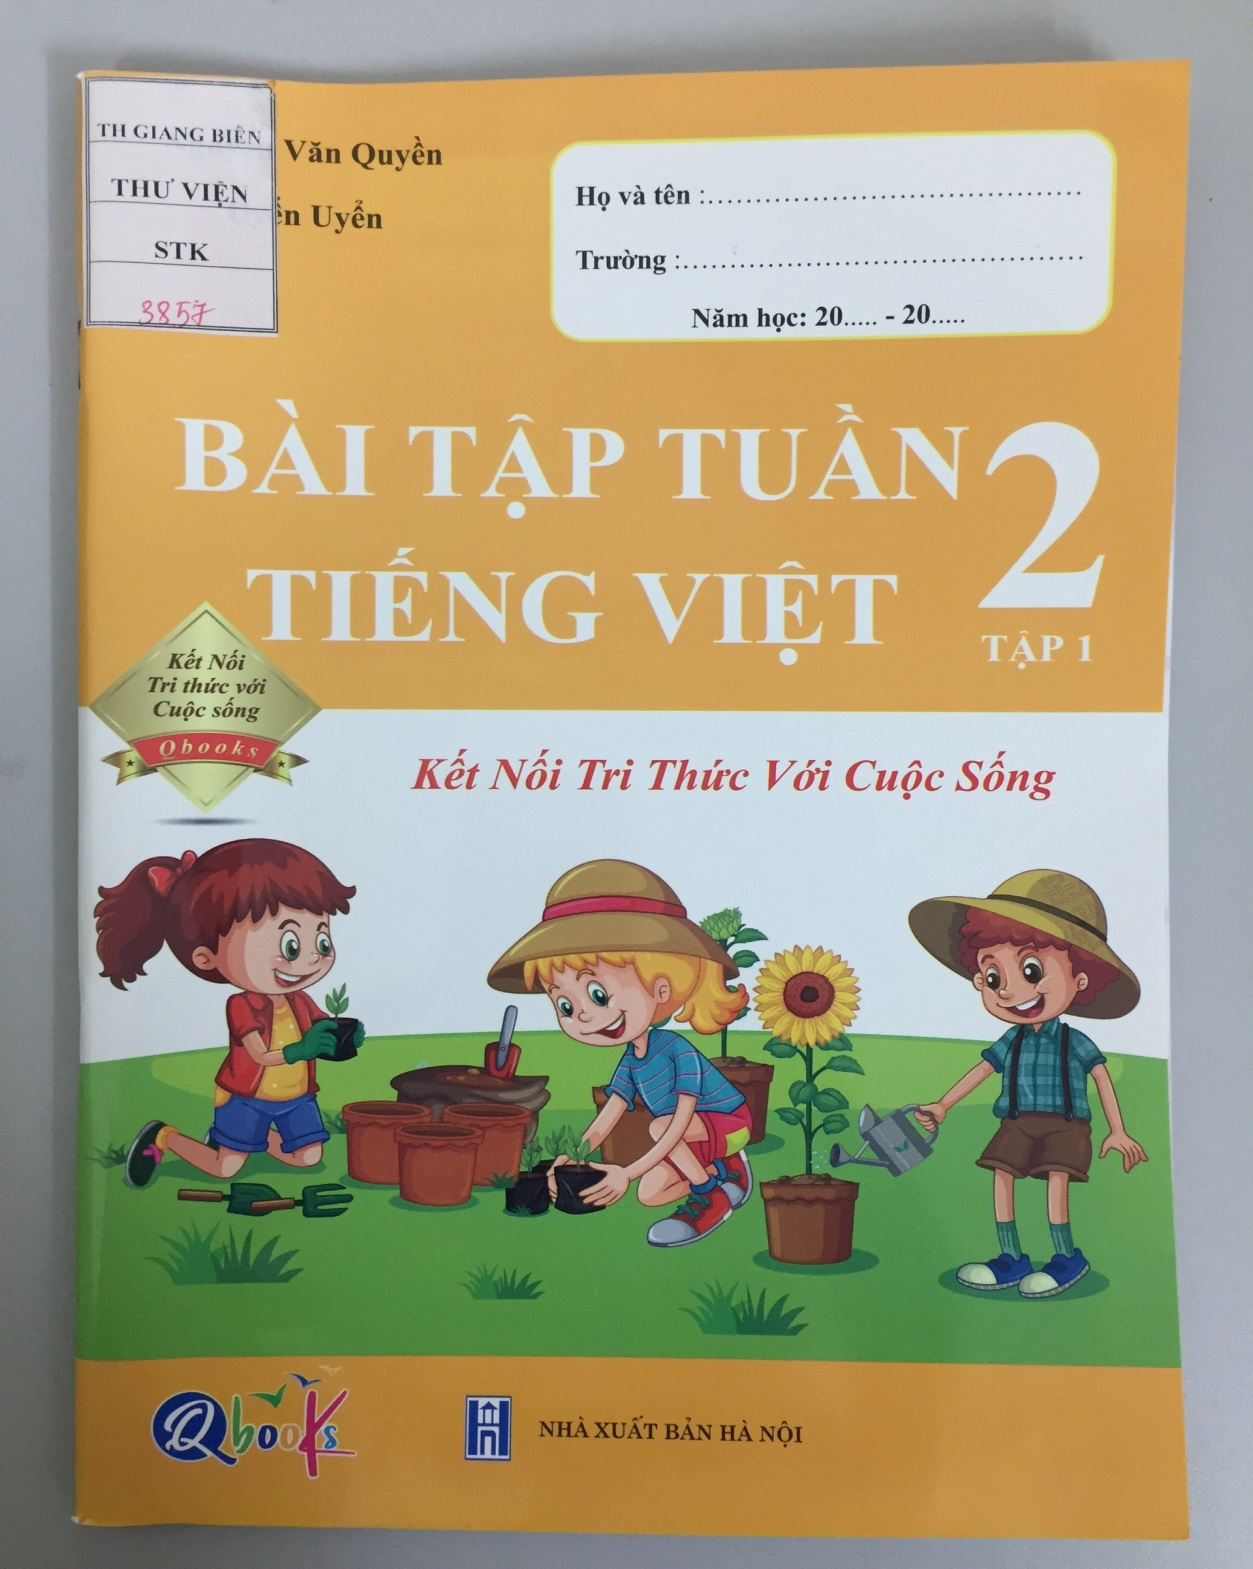 TH GIANG BIÊN
THƯ VIỆN
STK
3857
Văn Quyền
Uyển
Họ và tên :
Trường :
Năm học: 20..... - 20.....
BÀI TẬP TUẦN
TIẾNG VIỆT
2
TẬP 1
Kết Nối
Tri thức với
Cuộc sống
Qbooks
Kết Nối Tri Thức Với Cuộc Sống
Qbooks
NHÀ XUẤT BẢN HÀ NỘI